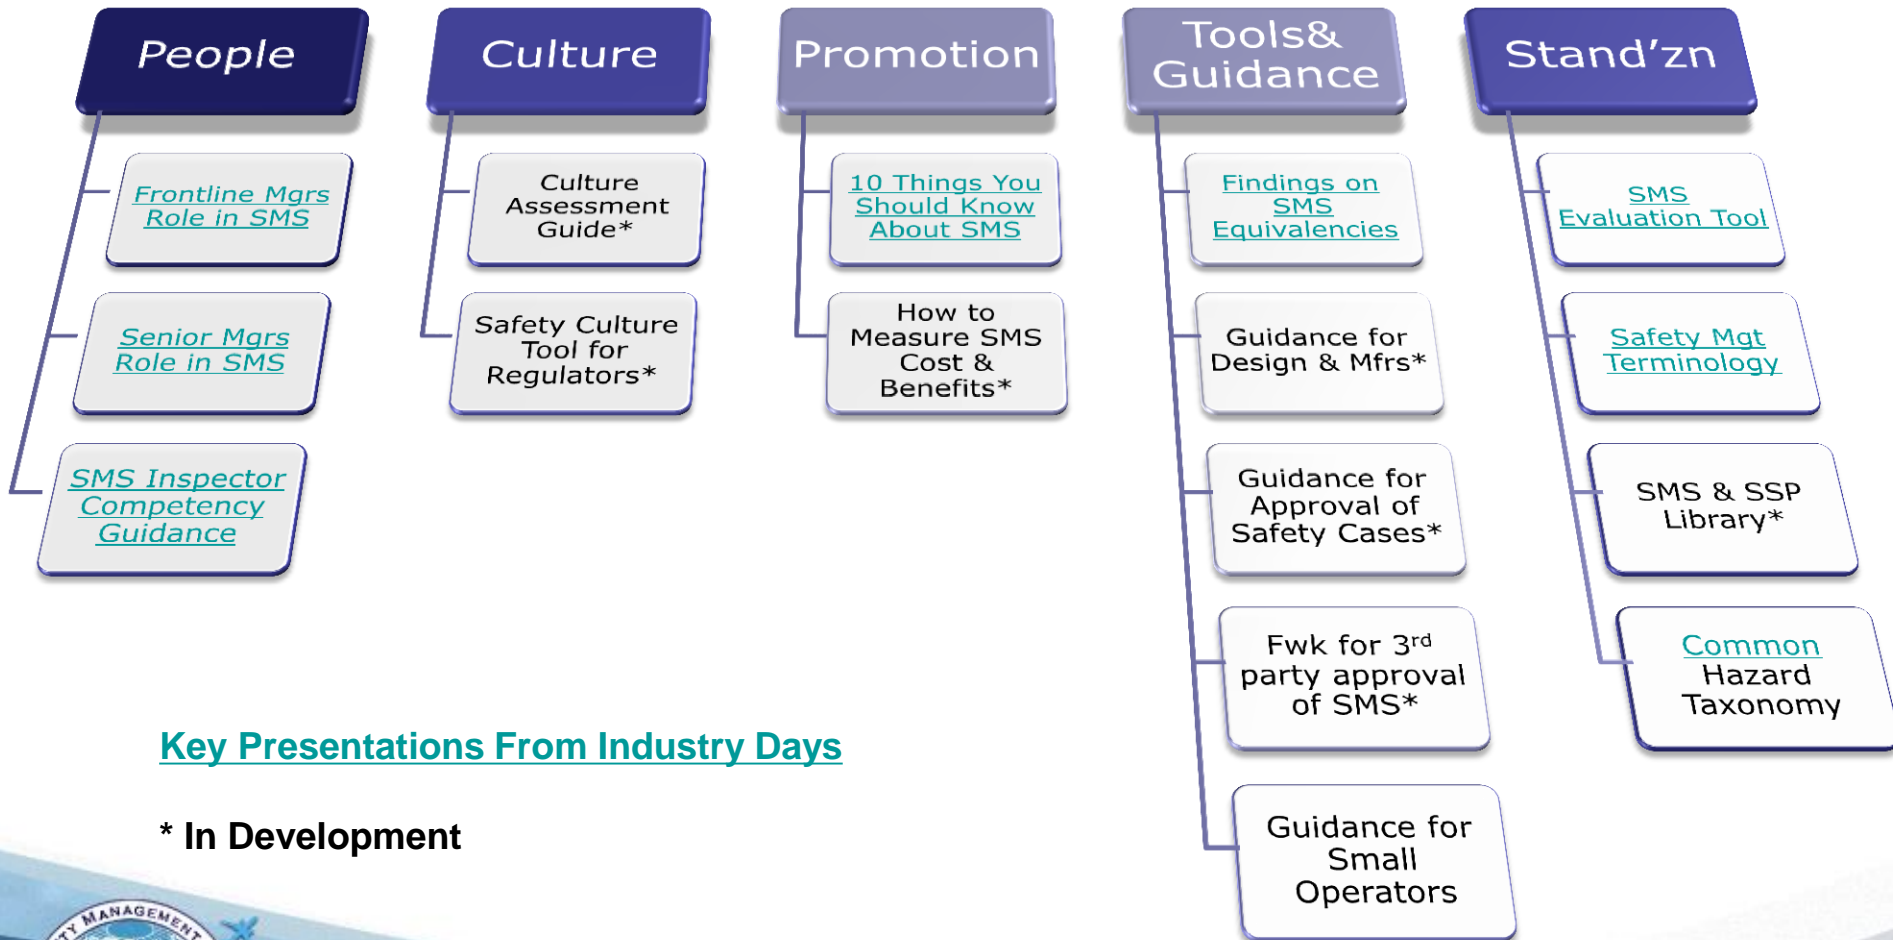 People
Frontline Mgrs
Role in SMS
Senior Mgrs
Role in SMS
SMS Inspector
Competency
Guidance
Culture
Culture
Assessment
Guide*
Safety Culture
Tool for
Regulators*
Promotion
10 Things You
Should Know
About SMS
How to
Measure SMS
Cost &
Benefits*
Tools&
Guidance
Findings on
SMS
Equivalencies
Guidance for
Design & Mfrs*
Guidance for
Approval of
Safety Cases*
Fwk for 3rd
party approval
of SMS*
Guidance for
Small
Operators
Stand'zn
SMS
Evaluation Tool
Safety Mgt
Terminology
SMS & SSP
Library*
Common
Hazard
Taxonomy
Key Presentations From Industry Days
* In Development